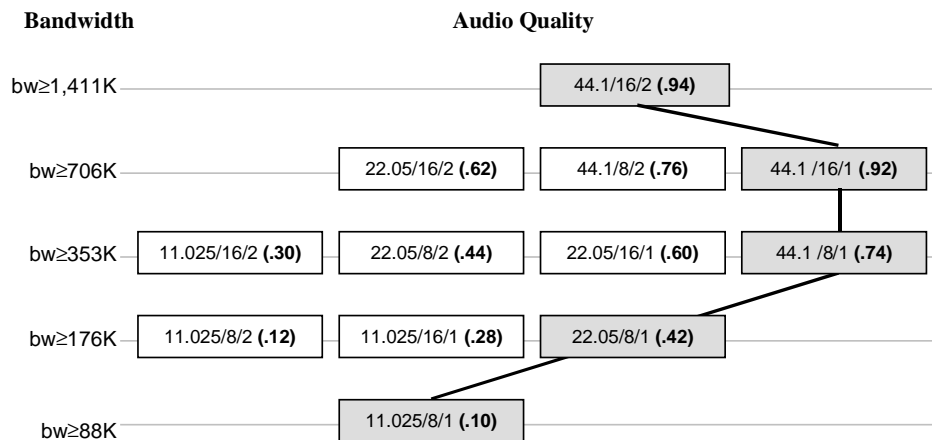 Bandwidth Audio Quality
bw≥1,411K 44.1/16/2 (.94)
bw≥706K 22.05/16/2 (.62) 44.1/8/2 (.76) 44.1 /16/1 (.92)
bw≥353K 11.025/16/2 (.30) 22.05/8/2 (.44) 22.05/16/1 (.60) 44.1 /8/1 (.74)
bw≥176K 11.025/8/2 (.12) 11.025/16/1 (.28) 22.05/8/1 (.42)
bw≥88K 11.025/8/1 (.10)